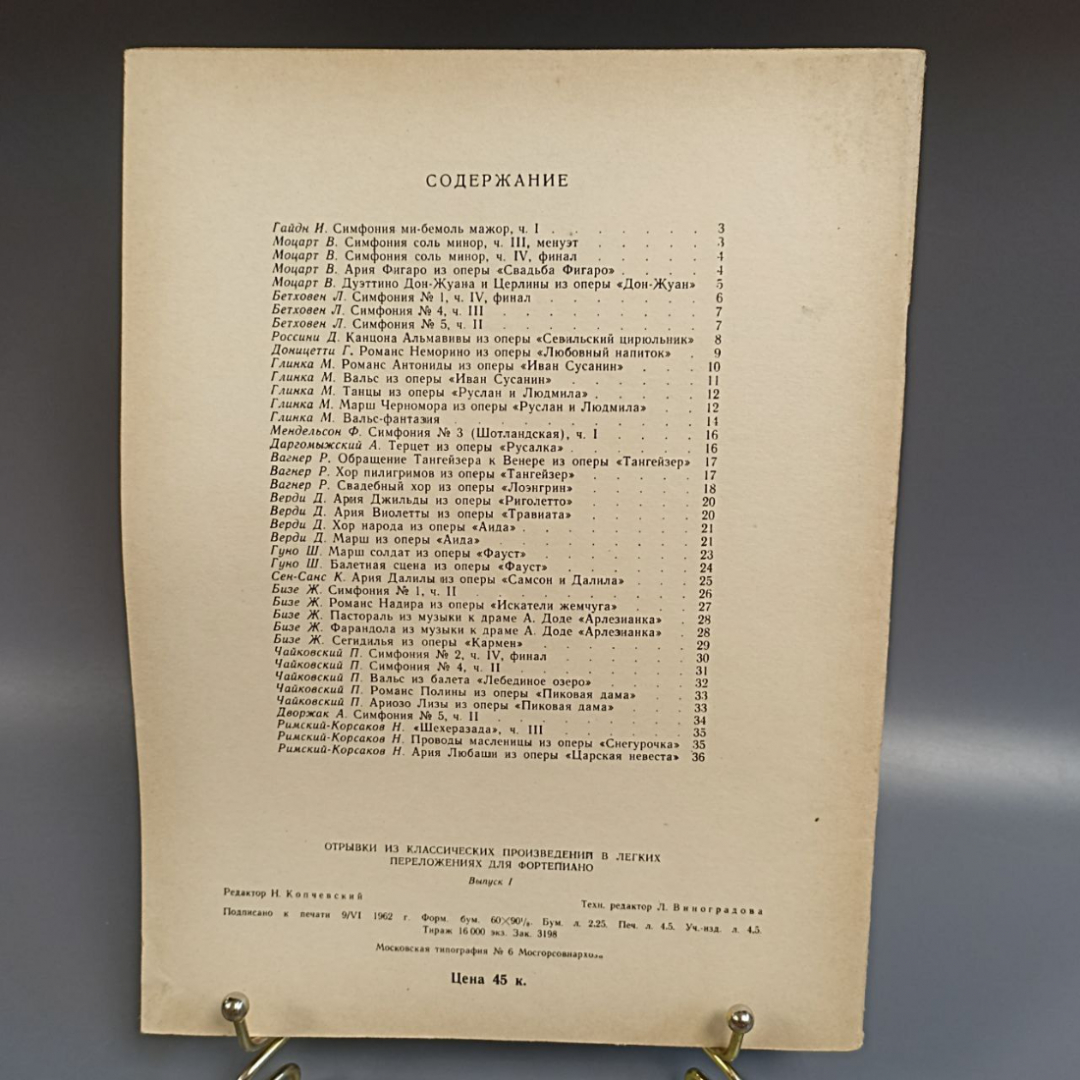 СОДЕРЖАНИЕ
Гайдн И. Симфония ми-бемоль мажор, ч. I . . . . . . 3
Моцарт В. Симфония соль минор, ч. III, менуэт . . . . 3
Моцарт В. Симфония соль минор, ч. IV, финал . . . . 4
Моцарт В. Ария Фигаро из оперы «Свадьба Фигаро» . . . 4
Моцарт В. Дуэттино Дон-Жуана и Церлины из оперы «Дон-Жуан» 5
Бетховен Л. Симфония № 1, ч. IV, финал . . . . . . 6
Бетховен Л. Симфония № 4, ч. III . . . . . . . 7
Бетховен Л. Симфония № 5, ч. II . . . . . . . 7
Россини Д. Канцона Альмавивы из оперы «Севильский цирюльник» 8
Доницетти Г. Романс Неморино из оперы «Любовный напиток» . 9
Глинка М. Романс Антониды из оперы «Иван Сусанин» . . . 10
Глинка М. Вальс из оперы «Иван Сусанин» . . . . . 11
Глинка М. Танцы из оперы «Руслан и Людмила» . . . . 12
Глинка М. Марш Черномора из оперы «Руслан и Людмила» . . 12
Глинка М. Вальс-фантазия . . . . . . . . . 14
Мендельсон Ф. Симфония № 3 (Шотландская), ч. I . . . . 16
Даргомыжский А. Терцет из оперы «Русалка» . . . . . 16
Вагнер Р. Обращение Тангейзера к Венере из оперы «Тангейзер» 17
Вагнер Р. Хор пилигримов из оперы «Тангейзер» . . . . 17
Вагнер Р. Свадебный хор из оперы «Лоэнгрин» . . . . . 18
Верди Д. Ария Джильды из оперы «Риголетто» . . . . . 20
Верди Д. Ария Виолетты из оперы «Травиата» . . . . . 20
Верди Д. Хор народа из оперы «Аида» . . . . . . . 21
Верди Д. Марш из оперы «Аида» . . . . . . . . 21
Гуно Ш. Марш солдат из оперы «Фауст» . . . . . . 23
Гуно Ш. Балетная сцена из оперы «Фауст» . . . . . 24
Сен-Санс К. Ария Далилы из оперы «Самсон и Далила» . . . 25
Бизе Ж. Симфония № 1, ч. II . . . . . . . . 26
Бизе Ж. Романс Надира из оперы «Искатели жемчуга» . . . 27
Бизе Ж. Пастораль из музыки к драме А. Доде «Арлезианка» . 28
Бизе Ж. Фарандола из музыки к драме А. Доде «Арлезианка» . 28
Бизе Ж. Сегидилья из оперы «Кармен» . . . . . . 29
Чайковский П. Симфония № 2, ч. IV, финал . . . . . 30
Чайковский П. Симфония № 4, ч. II . . . . . . . 31
Чайковский П. Вальс из балета «Лебединое озеро» . . . . 32
Чайковский П. Романс Полины из оперы «Пиковая дама» . . 33
Чайковский П. Ариозо Лизы из оперы «Пиковая дама» . . . 33
Дворжак А. Симфония № 5, ч. II . . . . . . . 34
Римский-Корсаков Н. «Шехеразада», ч. III . . . . . . 35
Римский-Корсаков Н. Проводы масленицы из оперы «Снегурочка» 35
Римский-Корсаков Н. Ария Любаши из оперы «Царская невеста» 36
ОТРЫВКИ ИЗ КЛАССИЧЕСКИХ ПРОИЗВЕДЕНИЙ В ЛЕГКИХ
ПЕРЕЛОЖЕНИЯХ ДЛЯ ФОРТЕПИАНО
Выпуск I
Редактор Н. Копчевский
Техн. редактор Л. Виноградова
Подписано к печати 9/VI 1962 г. Форм. бум. 60×90⅛. Бум. л. 2.25. Печ. л. 4.5. Уч.-изд. л. 4.5.
Тираж 16 000 экз. Зак. 3198
Московская типография № 6
Цена 45 к.